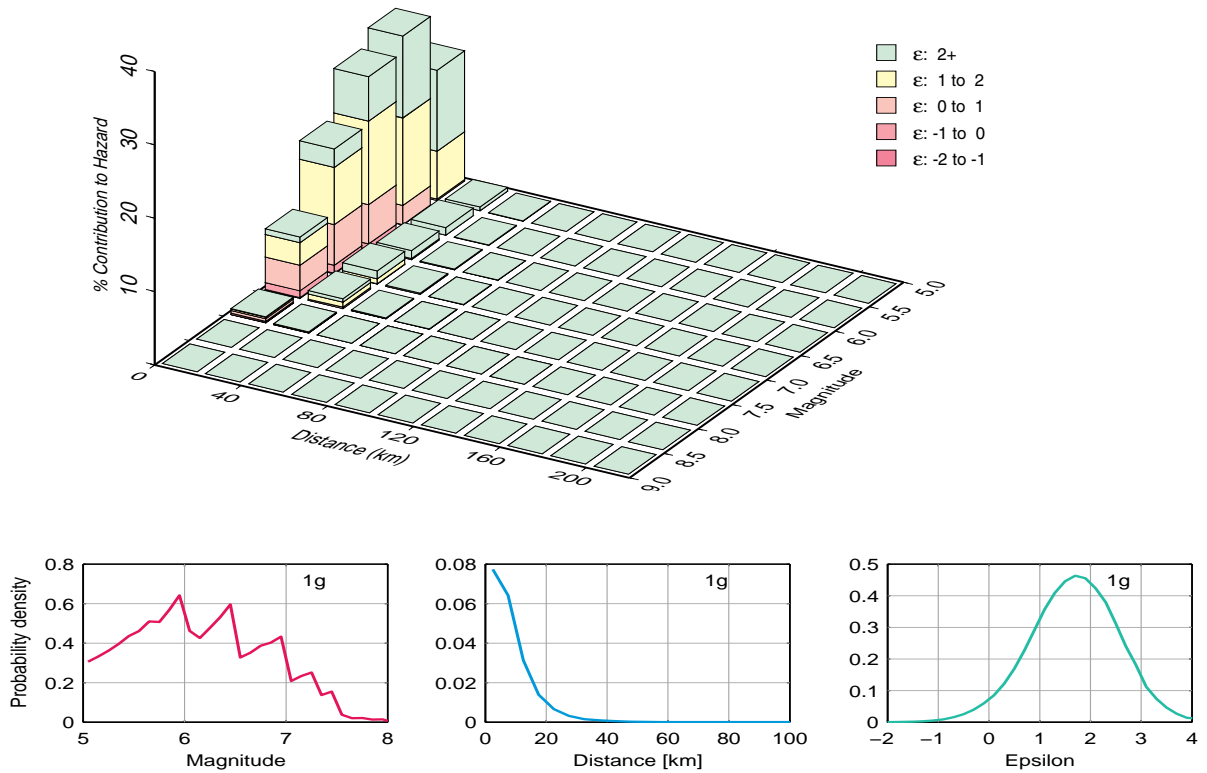 % Contribution to Hazard
40
30
20
10
0
40
80
120
160
200
Distance (km)
5.0
5.5
6.0
6.5
7.0
7.5
8.0
8.5
9.0
Magnitude
ε: 2+
ε: 1 to 2
ε: 0 to 1
ε: -1 to 0
ε: -2 to -1
Probability density
0.8
0.6
0.4
0.2
0
1g
5 6 7 8
Magnitude
0.08
0.06
0.04
0.02
0
1g
0 20 40 60 80 100
Distance [km]
0.5
0.4
0.3
0.2
0.1
0
1g
−2 −1 0 1 2 3 4
Epsilon